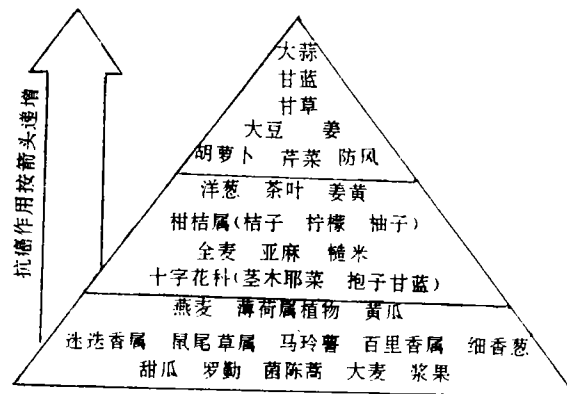 抗癌作用按箭头递增
大蒜
甘蓝
甘草
大豆 姜
胡萝卜 芹菜 防风
洋葱 茶叶 姜黄
柑桔属(桔子 柠檬 柚子)
全麦 亚麻 糙米
十字花科(茎木耶菜 抱子甘蓝)
燕麦 薄荷属植物 黄瓜
迷迭香属 鼠尾草属 马玲薯 百里香属 细香葱
甜瓜 罗勒 茵陈蒿 大麦 浆果